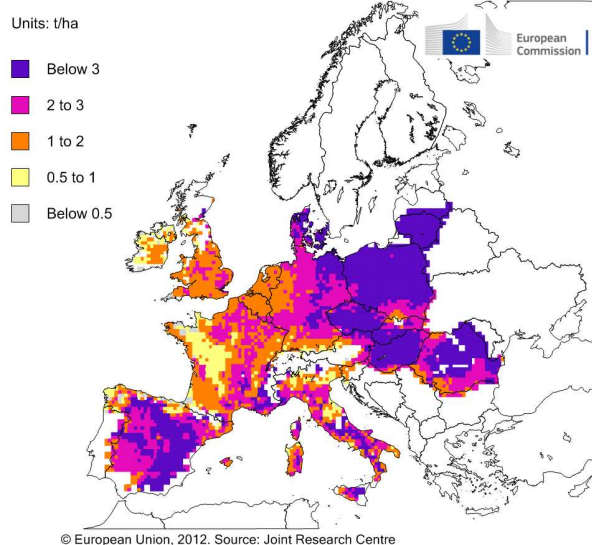 Units: t/ha
European
Commission
Below 3
2 to 3
1 to 2
0.5 to 1
Below 0.5
© European Union, 2012. Source: Joint Research Centre